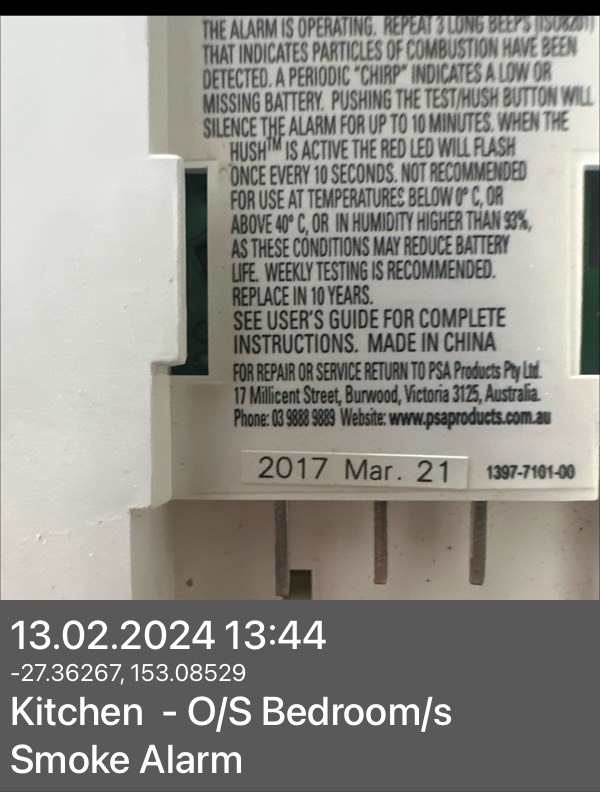 THE ALARM IS OPERATING. REPEAT 3 LONG BEEPS (ISO8201)
THAT INDICATES PARTICLES OF COMBUSTION HAVE BEEN
DETECTED. A PERIODIC "CHIRP" INDICATES A LOW OR
MISSING BATTERY. PUSHING THE TEST/HUSH BUTTON WILL
SILENCE THE ALARM FOR UP TO 10 MINUTES. WHEN THE
HUSH™ IS ACTIVE THE RED LED WILL FLASH
ONCE EVERY 10 SECONDS. NOT RECOMMENDED
FOR USE AT TEMPERATURES BELOW 0° C, OR
ABOVE 40° C, OR IN HUMIDITY HIGHER THAN 93%,
AS THESE CONDITIONS MAY REDUCE BATTERY
LIFE. WEEKLY TESTING IS RECOMMENDED.
REPLACE IN 10 YEARS.
SEE USER'S GUIDE FOR COMPLETE
INSTRUCTIONS. MADE IN CHINA
FOR REPAIR OR SERVICE RETURN TO PSA Products Pty Ltd.
17 Millicent Street, Burwood, Victoria 3125, Australia.
Phone: 03 9888 9889 Website: www.psaproducts.com.au
2017 Mar. 21 1397-7101-00
13.02.2024 13:44
-27.36267, 153.08529
Kitchen - O/S Bedroom/s
Smoke Alarm